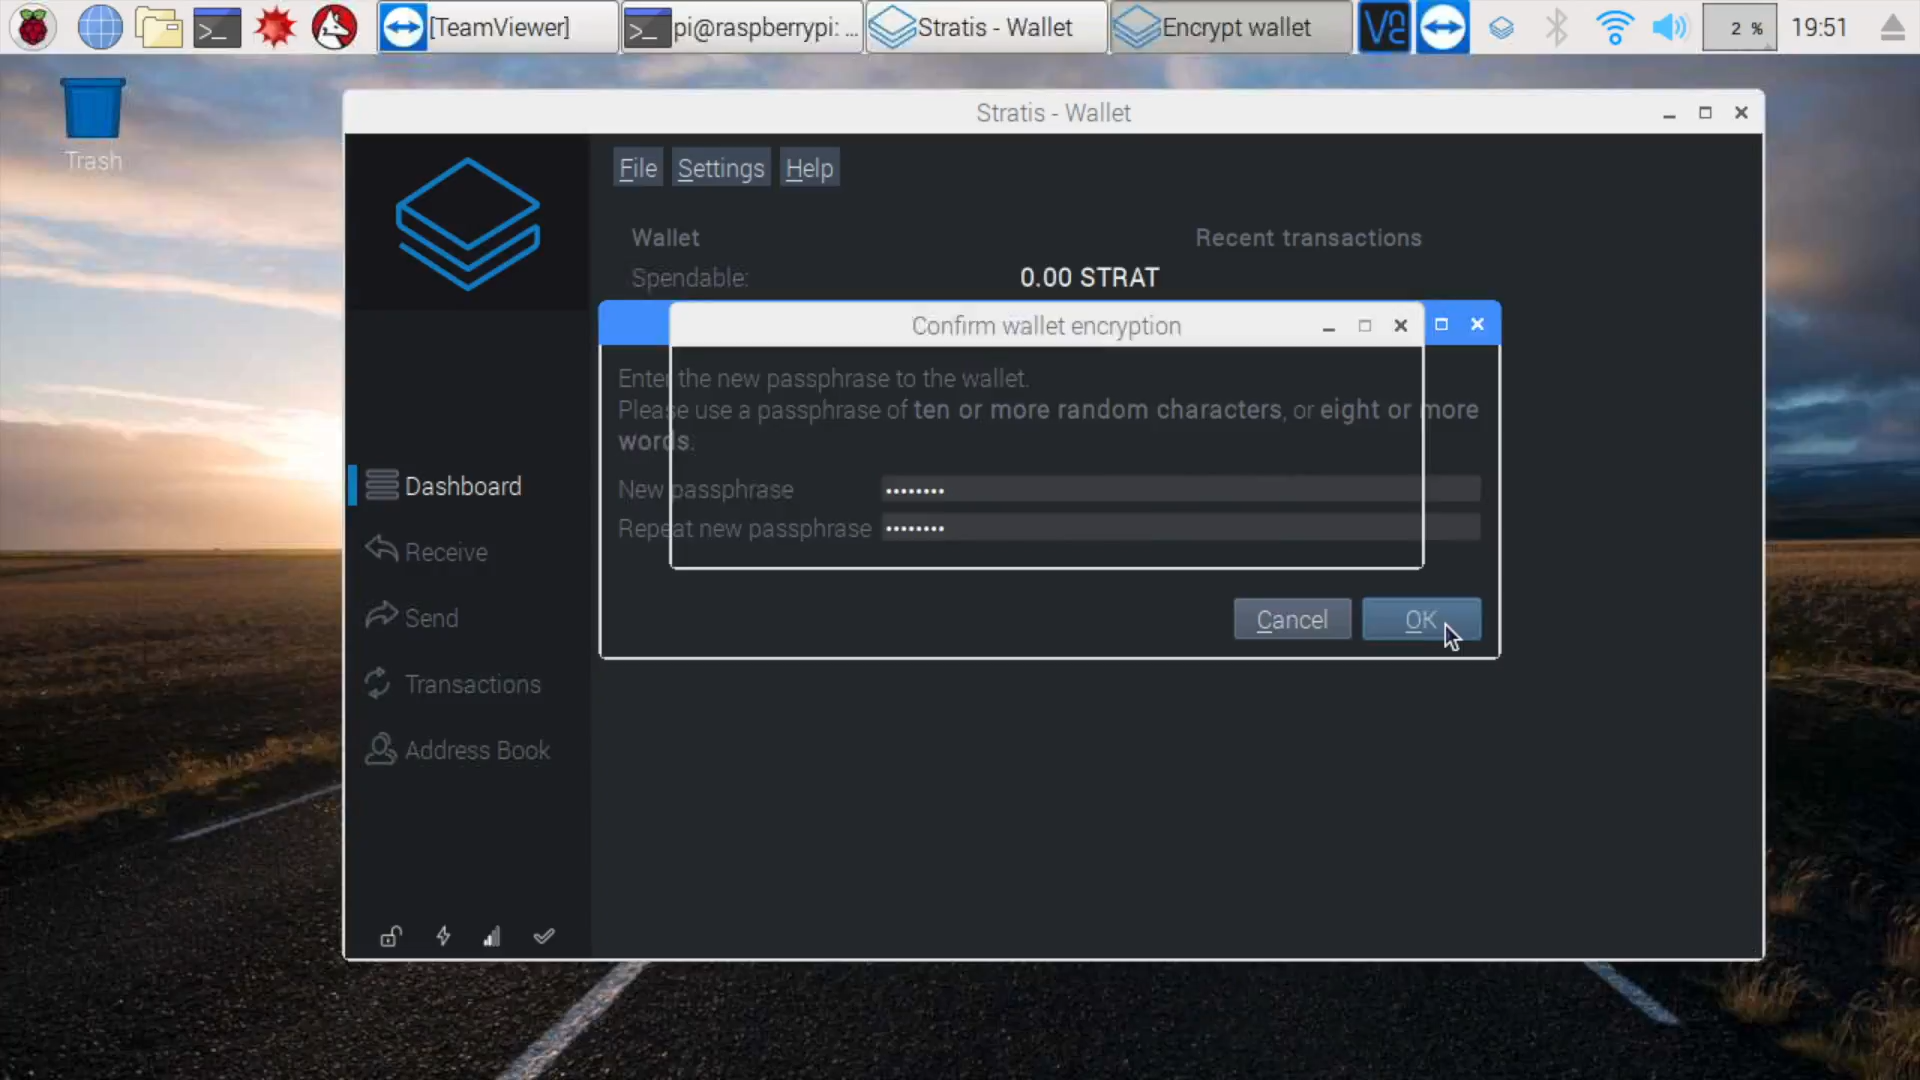 [TeamViewer]
pi@raspberrypi: ...
Stratis - Wallet
Encrypt wallet
2 %
19:51
Trash
Stratis - Wallet
File
Settings
Help
Wallet
Recent transactions
Spendable:
0.00 STRAT
Confirm wallet encryption
Enter the new passphrase to the wallet.
Please use a passphrase of ten or more random characters, or eight or more
words.
New passphrase
••••••••
Repeat new passphrase
••••••••
Cancel
OK
Dashboard
Receive
Send
Transactions
Address Book